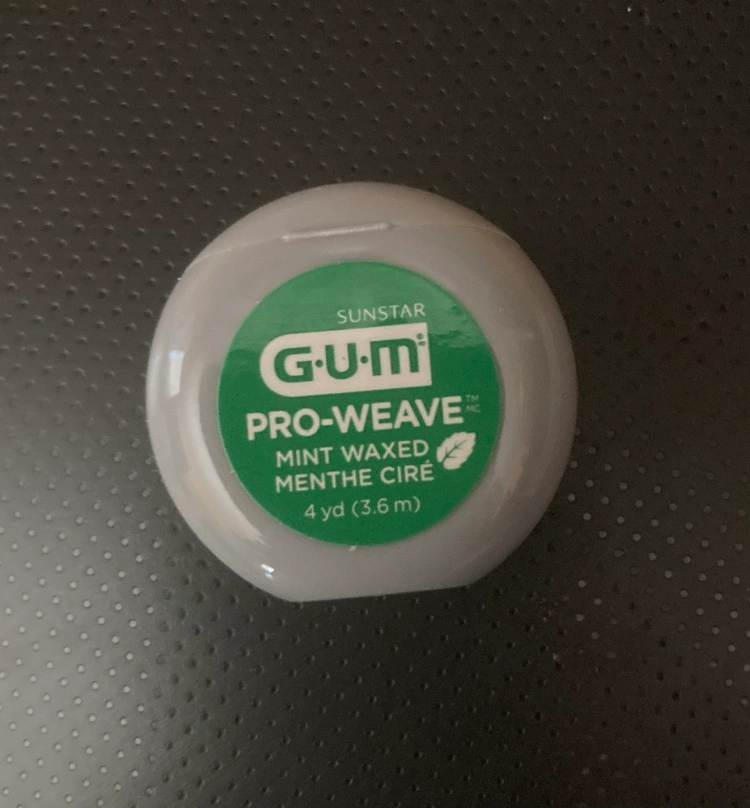 SUNSTAR
G·U·M®
PRO-WEAVE™ MC
MINT WAXED
MENTHE CIRÉ
4 yd (3.6 m)